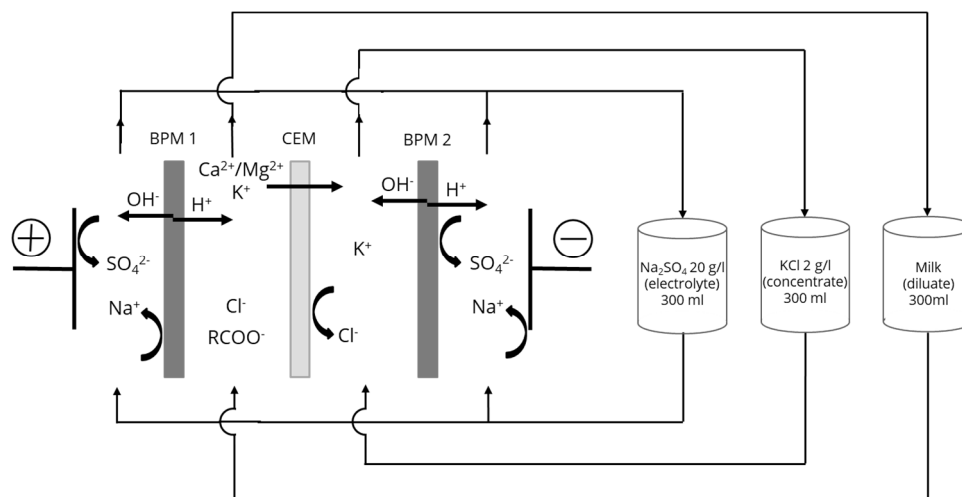 BPM 1
CEM
BPM 2
Ca²⁺/Mg²⁺
K⁺
OH⁻
H⁺
OH⁻
H⁺
SO₄²⁻
K⁺
SO₄²⁻
Na⁺
Cl⁻
RCOO⁻
Cl⁻
Na⁺
Na₂SO₄ 20 g/l
(electrolyte)
300 ml
KCl 2 g/l
(concentrate)
300 ml
Milk
(diluate)
300ml